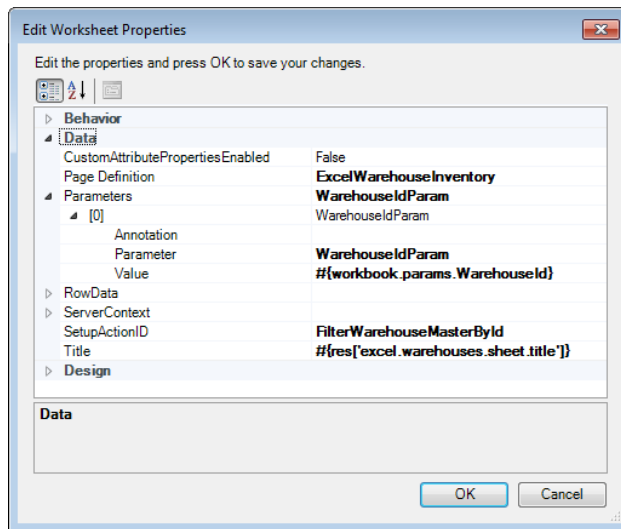 Edit Worksheet Properties
Edit the properties and press OK to save your changes.
Behavior
Data
CustomAttributePropertiesEnabled False
Page Definition ExcelWarehouseInventory
Parameters WarehouseIdParam
[0] WarehouseIdParam
Annotation
Parameter WarehouseIdParam
Value #{workbook.params.WarehouseId}
RowData
ServerContext
SetupActionID FilterWarehouseMasterById
Title #{res['excel.warehouses.sheet.title']}
Design
Data
OK Cancel